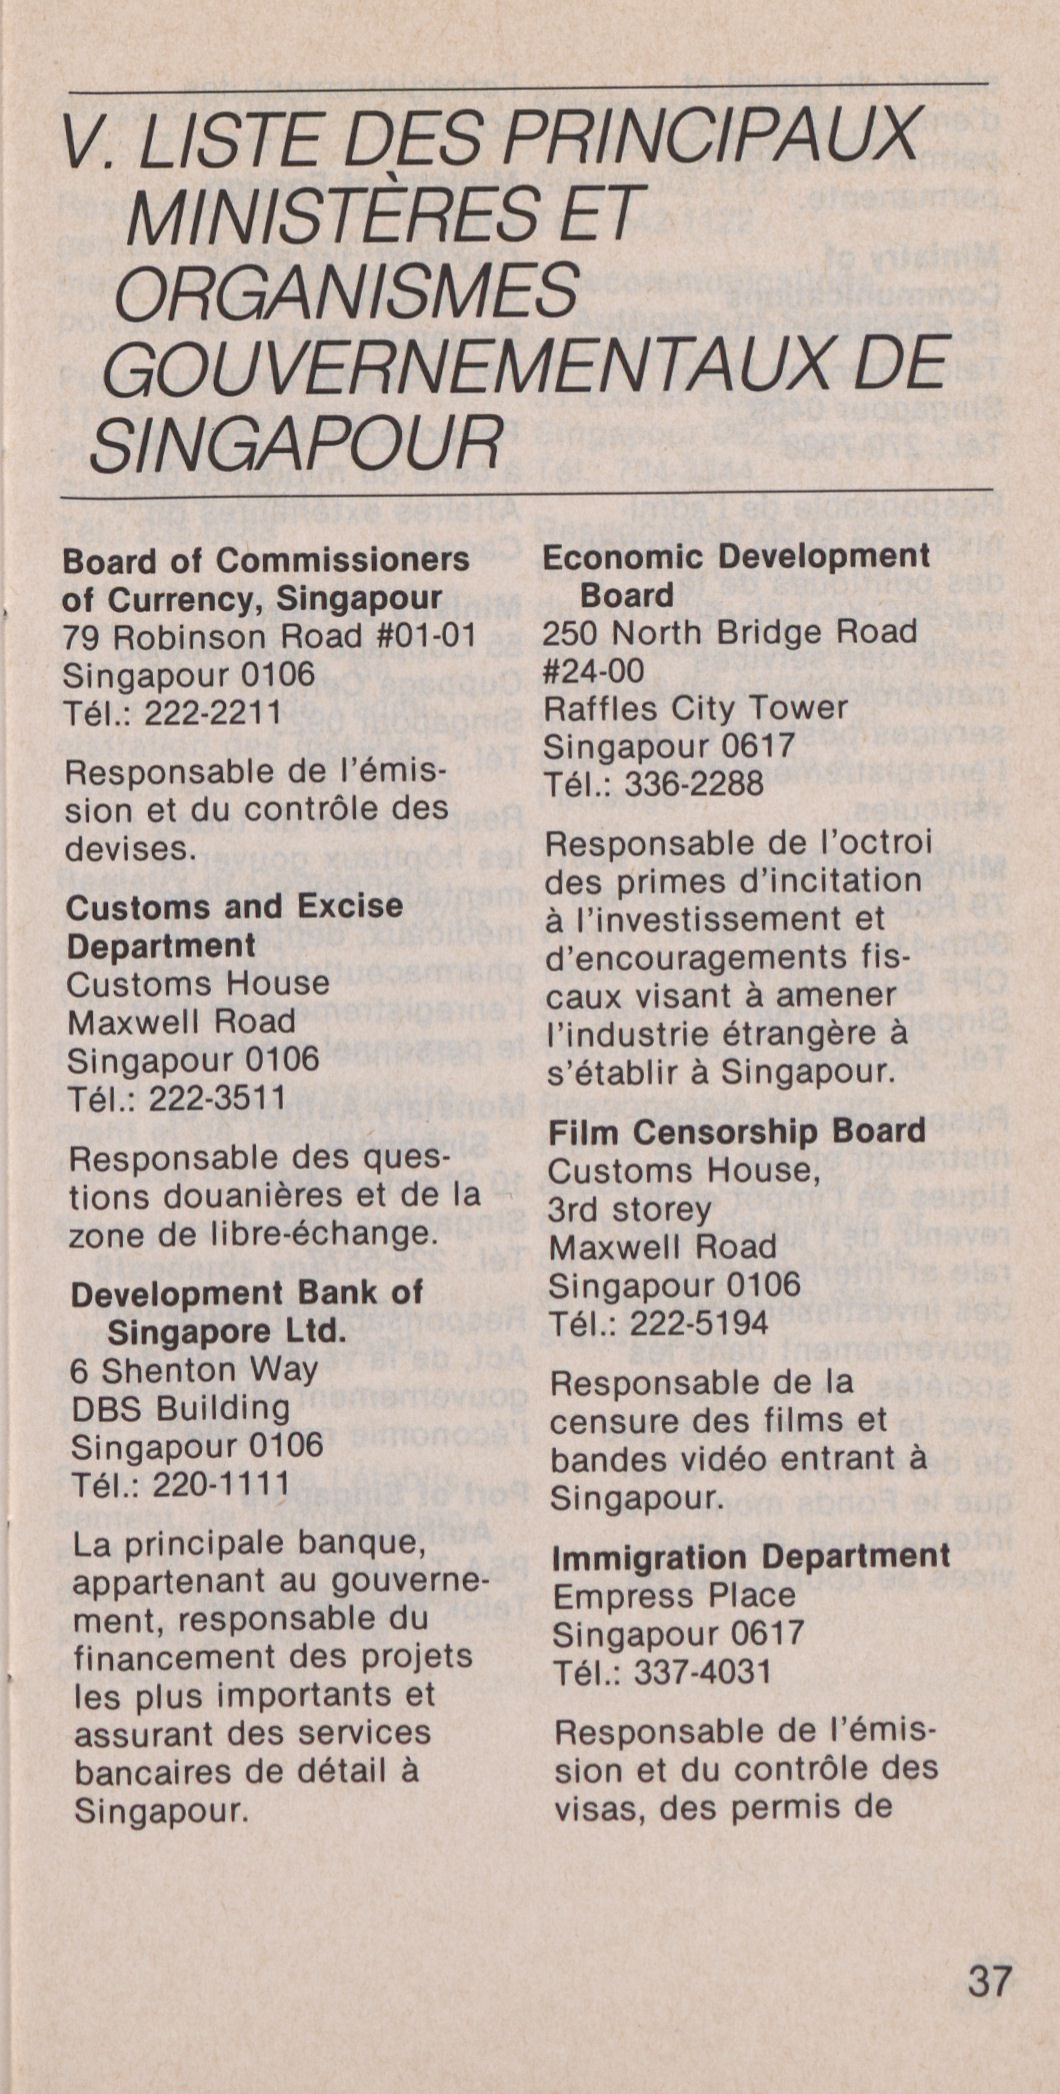 V. LISTE DES PRINCIPAUX
MINISTÈRES ET
ORGANISMES
GOUVERNEMENTAUX DE
SINGAPOUR
Board of Commissioners
of Currency, Singapour
79 Robinson Road #01-01
Singapour 0106
Tél.: 222-2211
Responsable de l'émis-
sion et du contrôle des
devises.
Customs and Excise
Department
Customs House
Maxwell Road
Singapour 0106
Tél.: 222-3511
Responsable des ques-
tions douanières et de la
zone de libre-échange.
Development Bank of
Singapore Ltd.
6 Shenton Way
DBS Building
Singapour 0106
Tél.: 220-1111
La principale banque,
appartenant au gouverne-
ment, responsable du
financement des projets
les plus importants et
assurant des services
bancaires de détail à
Singapour.
Economic Development
Board
250 North Bridge Road
#24-00
Raffles City Tower
Singapour 0617
Tél.: 336-2288
Responsable de l'octroi
des primes d'incitation
à l'investissement et
d'encouragements fis-
caux visant à amener
l'industrie étrangère à
s'établir à Singapour.
Film Censorship Board
Customs House,
3rd storey
Maxwell Road
Singapour 0106
Tél.: 222-5194
Responsable de la
censure des films et
bandes vidéo entrant à
Singapour.
Immigration Department
Empress Place
Singapour 0617
Tél.: 337-4031
Responsable de l'émis-
sion et du contrôle des
visas, des permis de
37